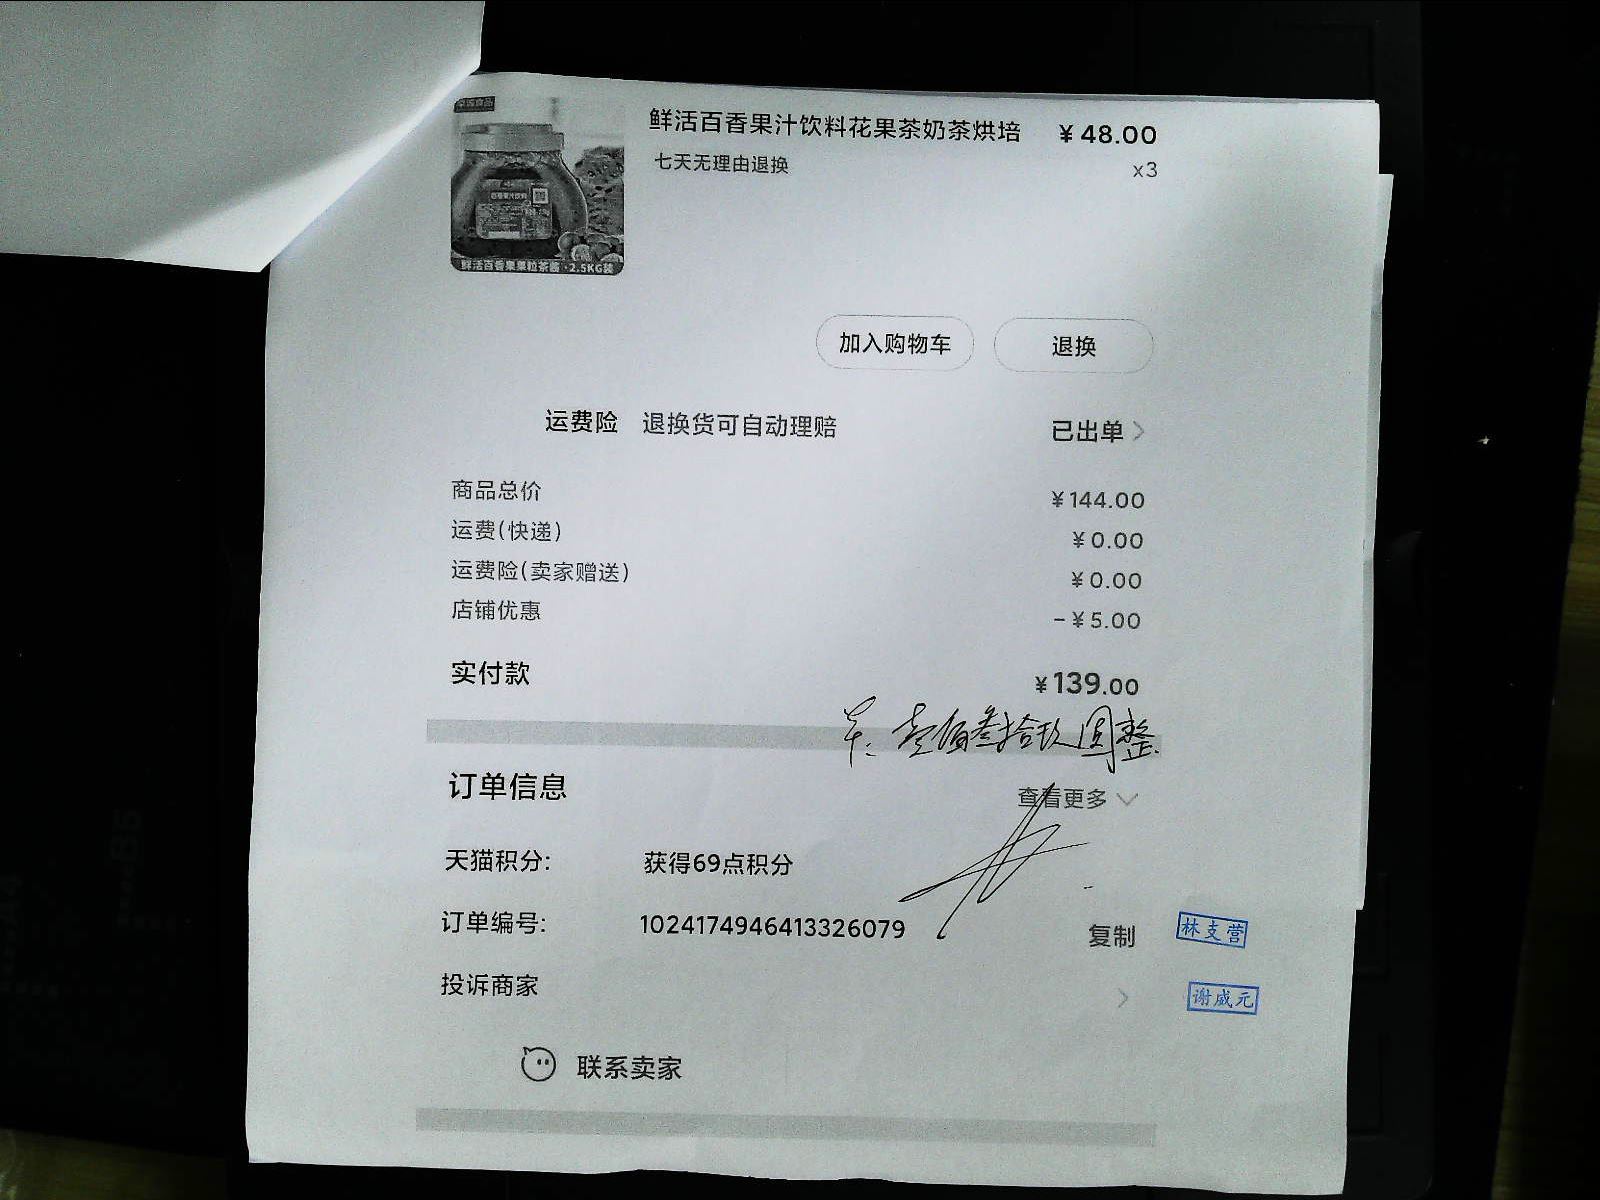 鲜活百香果汁饮料花果茶奶茶烘培 ¥48.00
七天无理由退换 x3
百香果汁饮料
鲜活百香果果粒茶酱·2.5KG装
加入购物车 退换
运费险 退换货可自动理赔 已出单
商品总价 ¥144.00
运费(快递) ¥0.00
运费险(卖家赠送) ¥0.00
店铺优惠 -¥5.00
实付款 ¥139.00
壹佰叁拾玖圆整
订单信息 查看更多
天猫积分: 获得69点积分
订单编号: 1024174946413326079 复制
林支营
投诉商家
谢威元
联系卖家